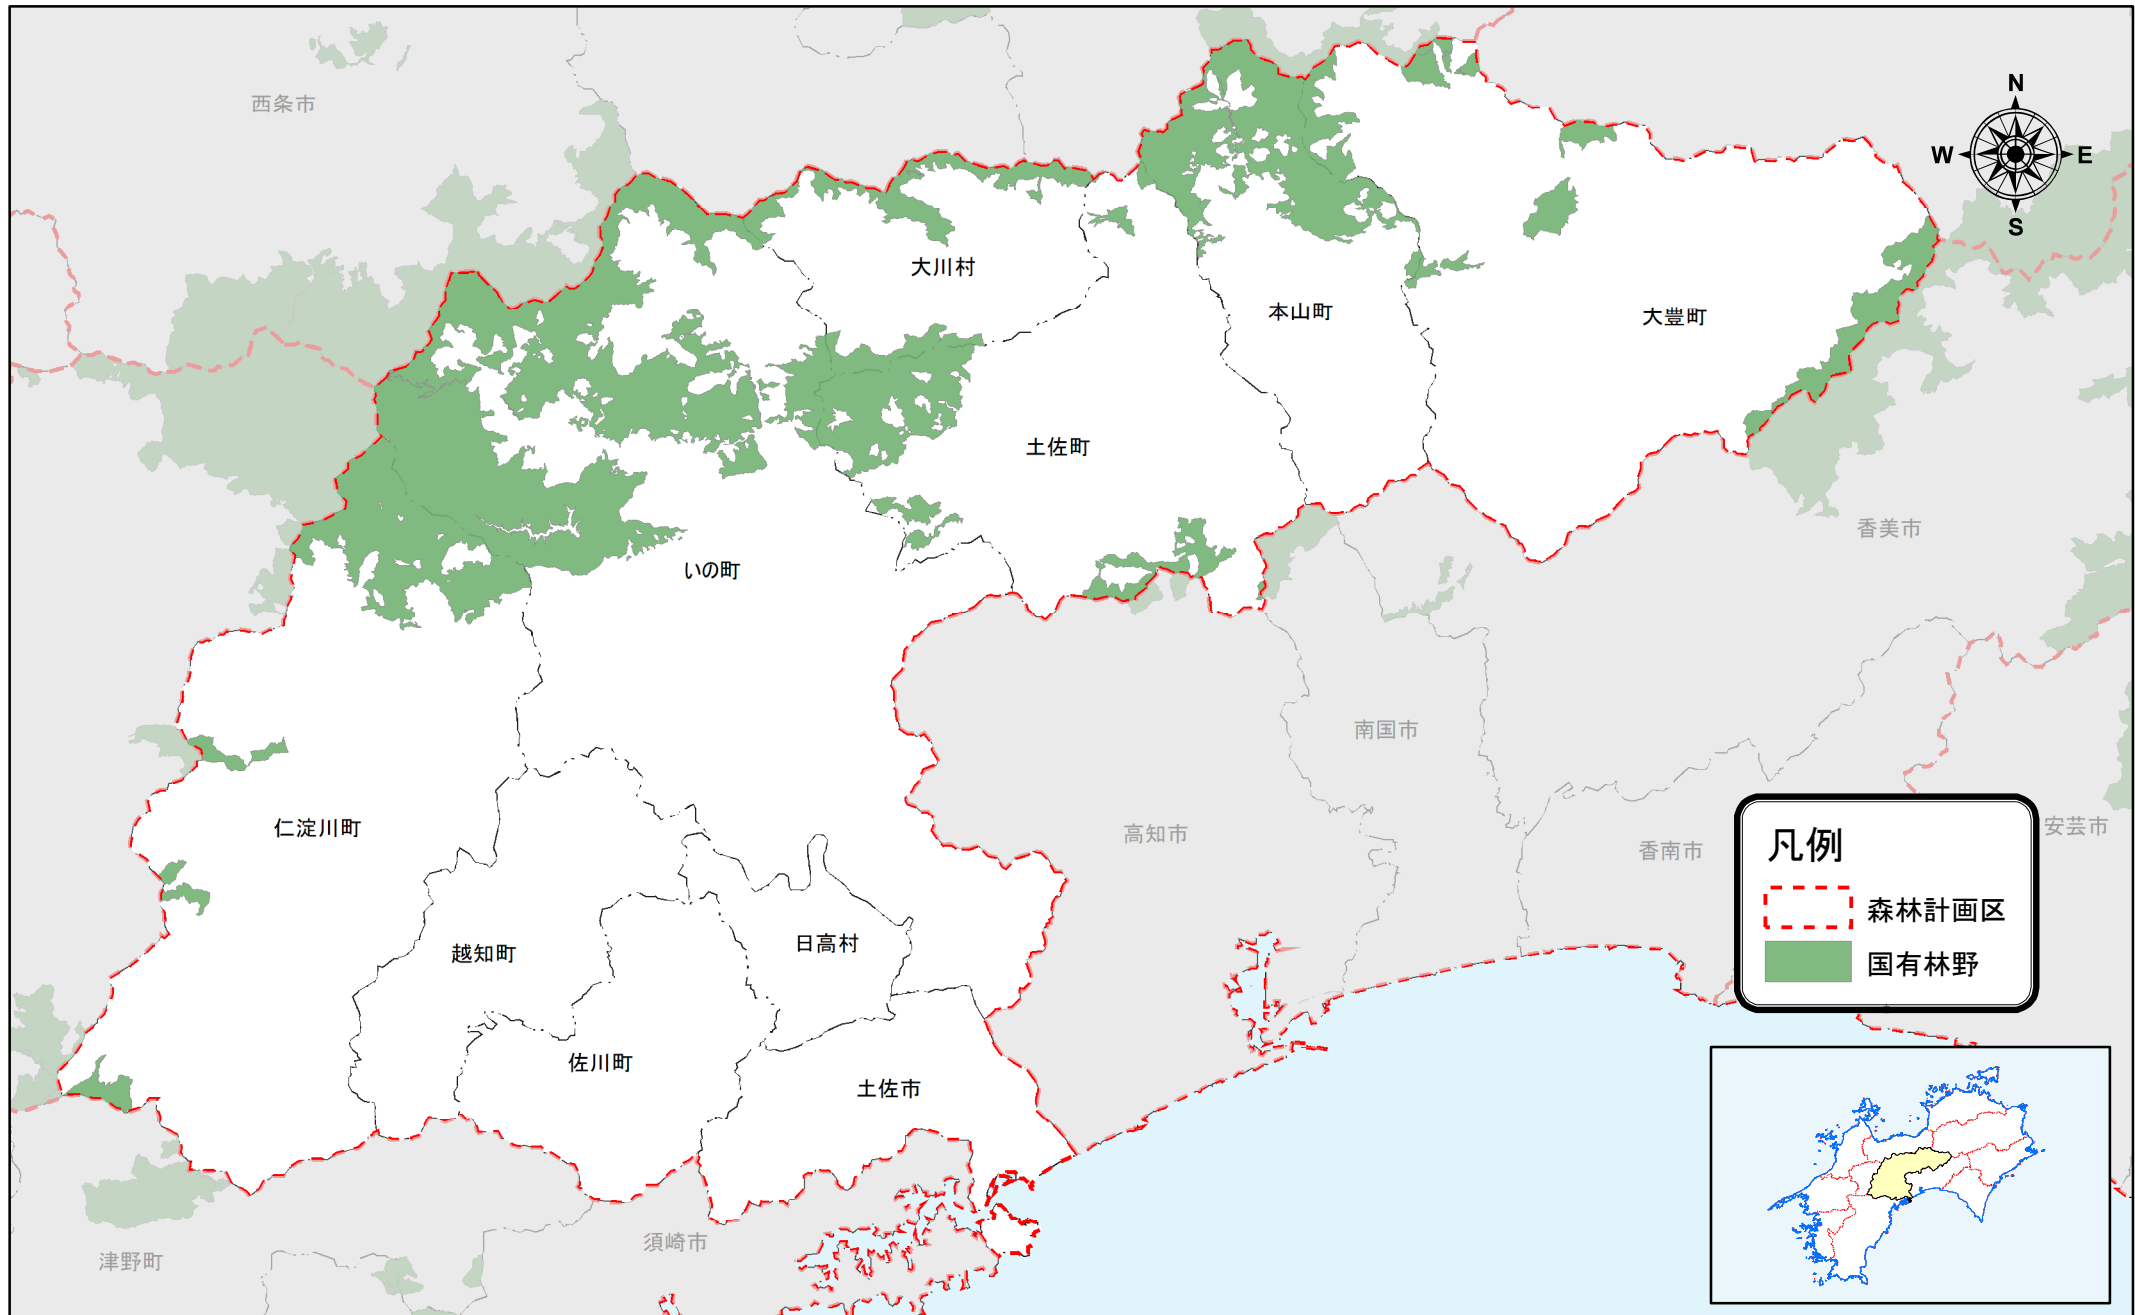 N
西条市
W
E
S
大川村
本山町
大豊町
土佐町
香美市
いの町
南国市
仁淀川町
高知市
安芸市
香南市
凡例
森林計画区
国有林野
日高村
越知町
佐川町
土佐市
須崎市
津野町